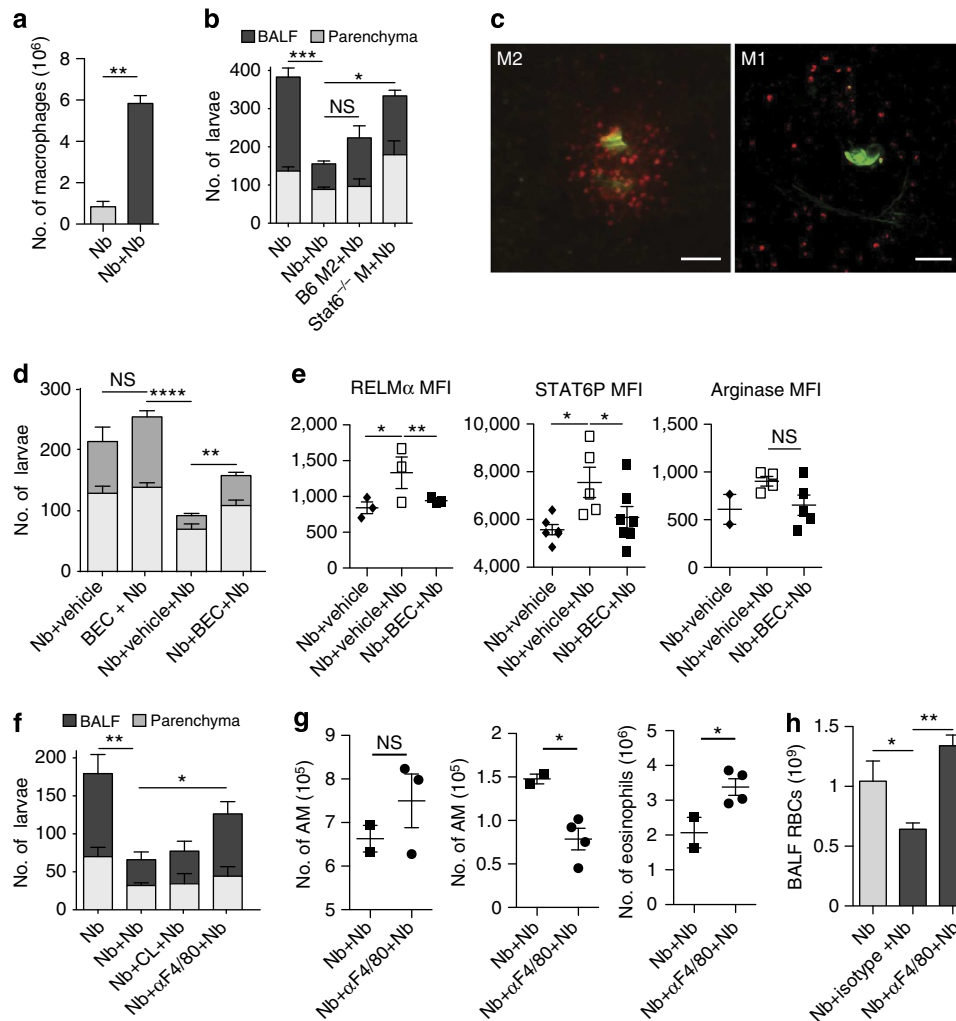 a
No. of macrophages (10⁶)
8
6
4
2
0
**
Nb
Nb+Nb
b
BALF Parenchyma
No. of larvae
400
300
200
100
0
***
*
NS
Nb
Nb+Nb
B6 M2+Nb
Stat6⁻/⁻ M+Nb
c
M2
M1
d
No. of larvae
300
200
100
0
NS
****
**
Nb+vehicle
BEC + Nb
Nb+vehicle+Nb
Nb+BEC+Nb
e
RELMα MFI
2,000
1,500
1,000
500
0
* **
Nb+vehicle
Nb+vehicle+Nb
Nb+BEC+Nb
STAT6P MFI
10,000
8,000
6,000
4,000
* *
Nb+vehicle
Nb+vehicle+Nb
Nb+BEC+Nb
Arginase MFI
1,500
1,000
500
0
NS
Nb+vehicle
Nb+vehicle+Nb
Nb+BEC+Nb
f
BALF Parenchyma
No. of larvae
200
150
100
50
0
**
*
Nb
Nb+Nb
Nb+CL+Nb
Nb+αF4/80+Nb
g
No. of AM (10⁵)
9
8
7
6
5
NS
Nb+Nb
Nb+αF4/80+Nb
No. of AM (10⁵)
2
1.5
1
0.5
0
*
Nb+Nb
Nb+αF4/80+Nb
No. of eosinophils (10⁶)
5
4
3
2
1
0
*
Nb+Nb
Nb+αF4/80+Nb
h
BALF RBCs (10⁹)
1.5
1
0.5
0
*
**
Nb
Nb+isotype +Nb
Nb+αF4/80+Nb